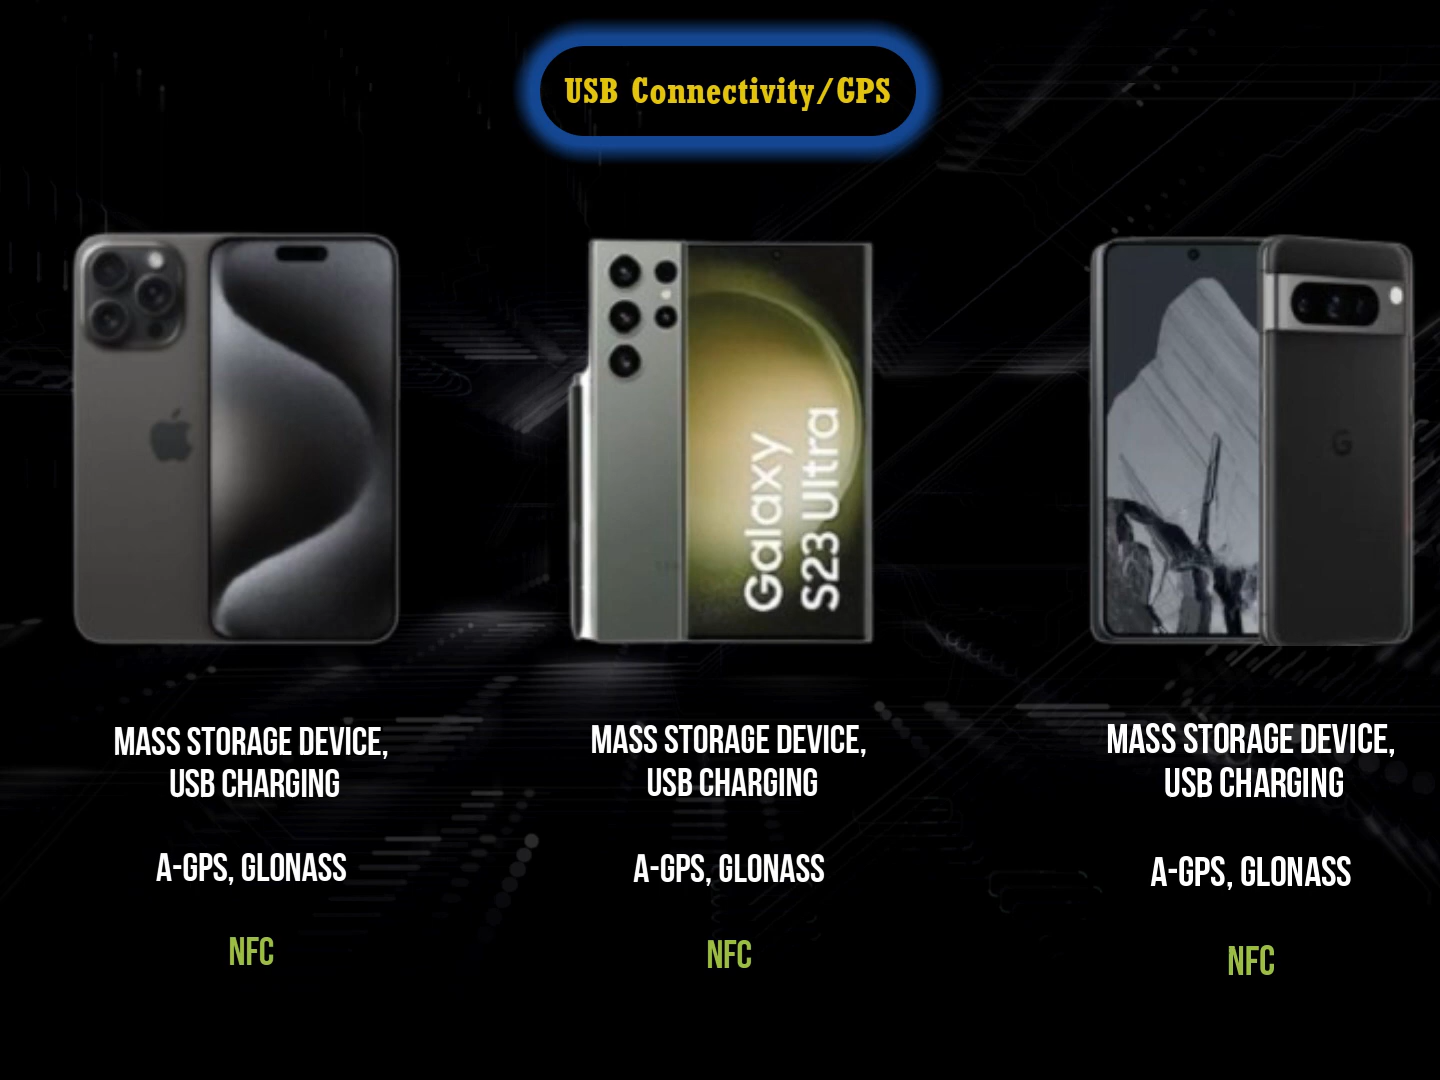 USB Connectivity/GPS
Galaxy
S23 Ultra
MASS STORAGE DEVICE,
USB CHARGING
A-GPS, GLONASS
NFC
MASS STORAGE DEVICE,
USB CHARGING
A-GPS, GLONASS
NFC
MASS STORAGE DEVICE,
USB CHARGING
A-GPS, GLONASS
NFC